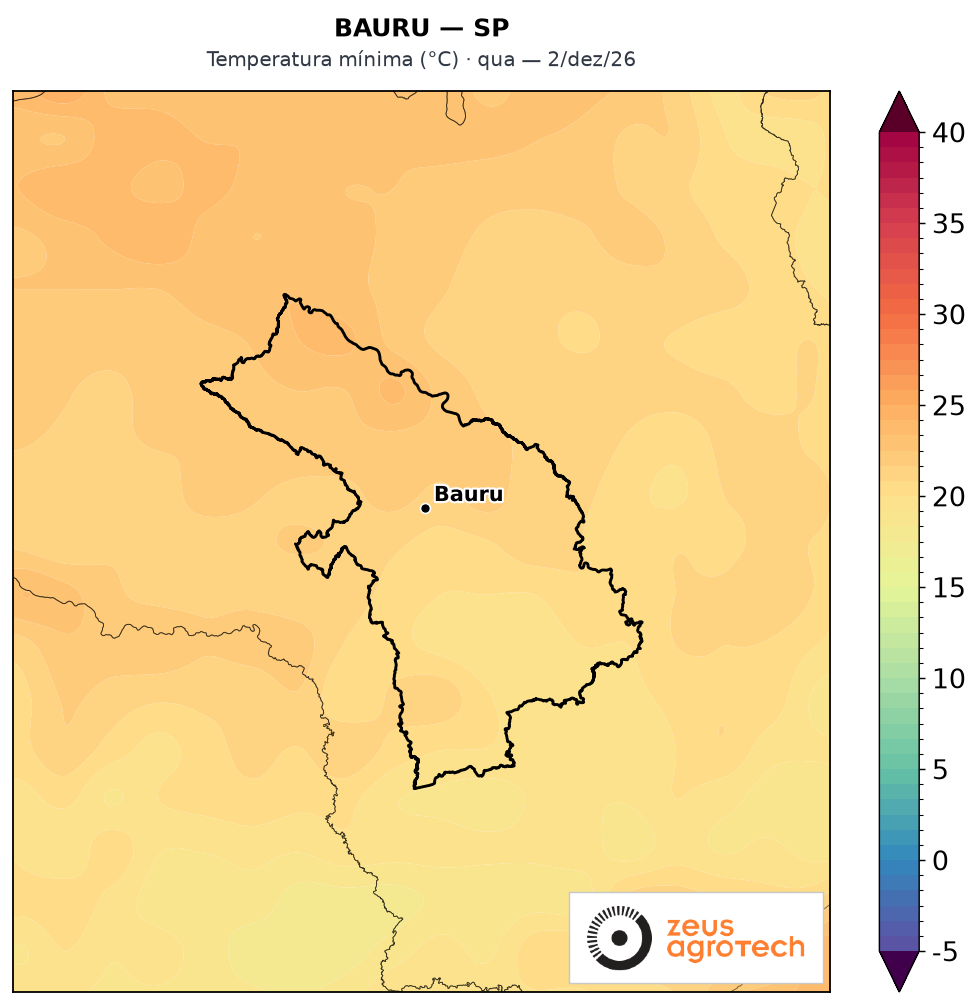 BAURU — SP
Temperatura mínima (°C) · qua — 2/dez/26
40
35
30
25
20
15
10
5
0
-5
Bauru
zeus
agrotech